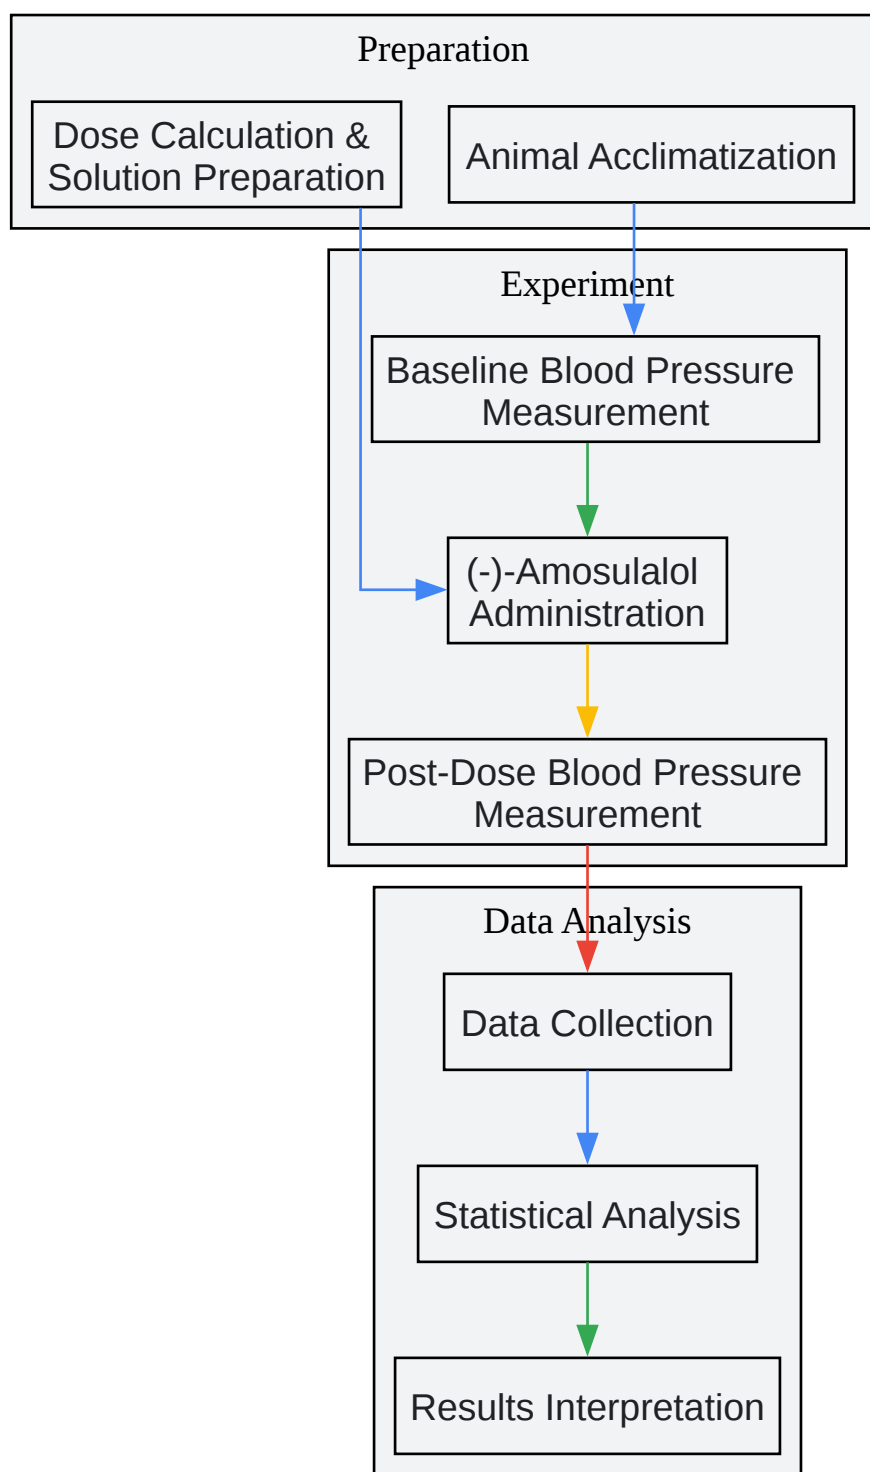 Preparation
Dose Calculation &
Solution Preparation
Animal Acclimatization
Experiment
Baseline Blood Pressure
Measurement
(-)-Amosulalol
Administration
Post-Dose Blood Pressure
Measurement
Data Analysis
Data Collection
Statistical Analysis
Results Interpretation